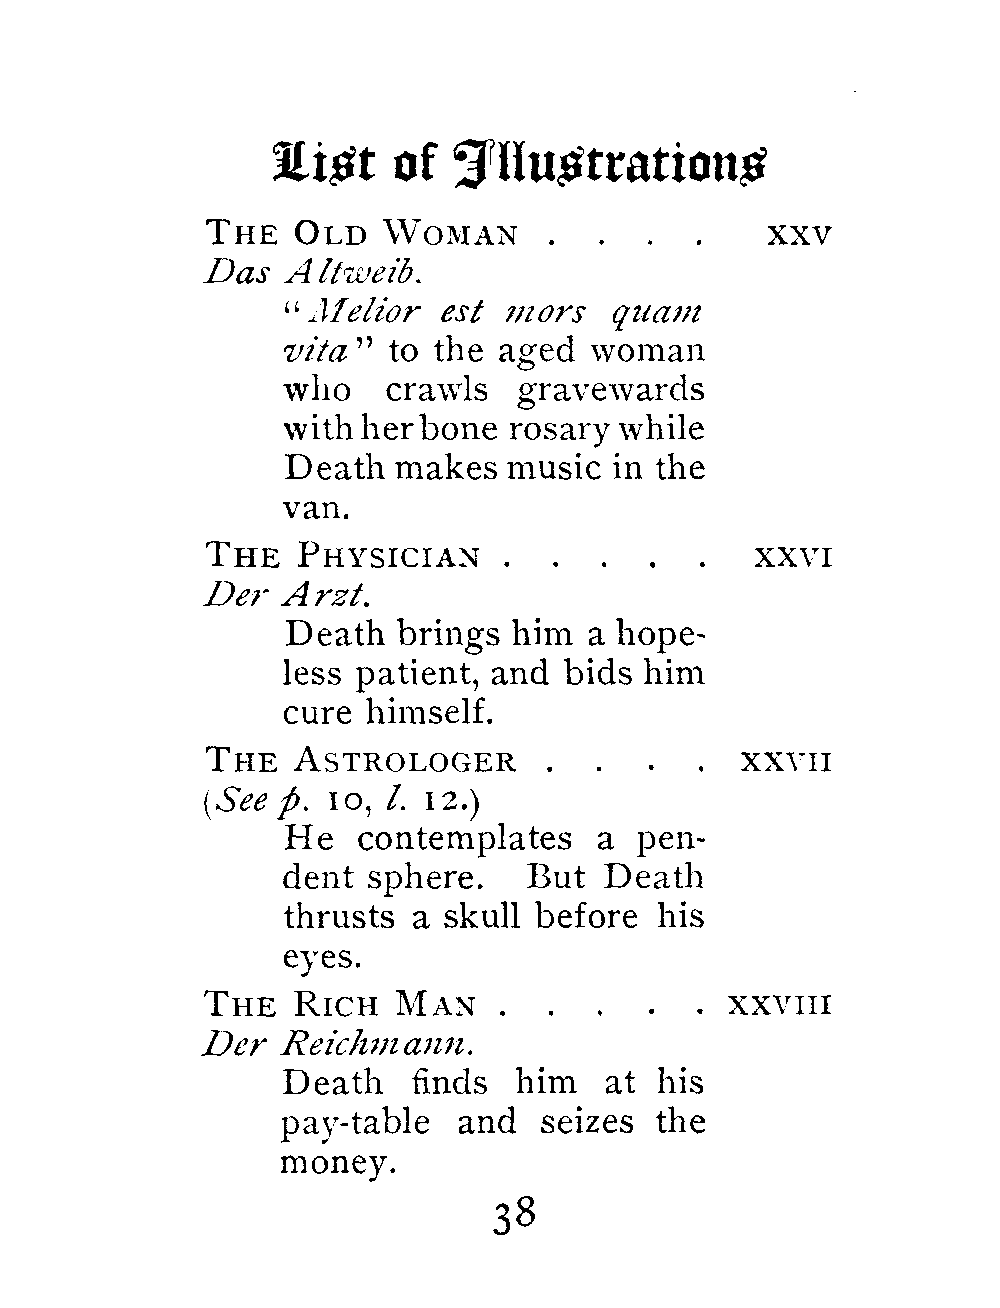 List of Illustrations
THE OLD WOMAN . . . . XXV
Das Altweib.
"Melior est mors quam
vita" to the aged woman
who crawls gravewards
with her bone rosary while
Death makes music in the
van.
THE PHYSICIAN . . . . . XXVI
Der Arzt.
Death brings him a hope-
less patient, and bids him
cure himself.
THE ASTROLOGER . . . . XXVII
(See p. 10, l. 12.)
He contemplates a pen-
dent sphere. But Death
thrusts a skull before his
eyes.
THE RICH MAN . . . . . XXVIII
Der Reichmann.
Death finds him at his
pay-table and seizes the
money.
38